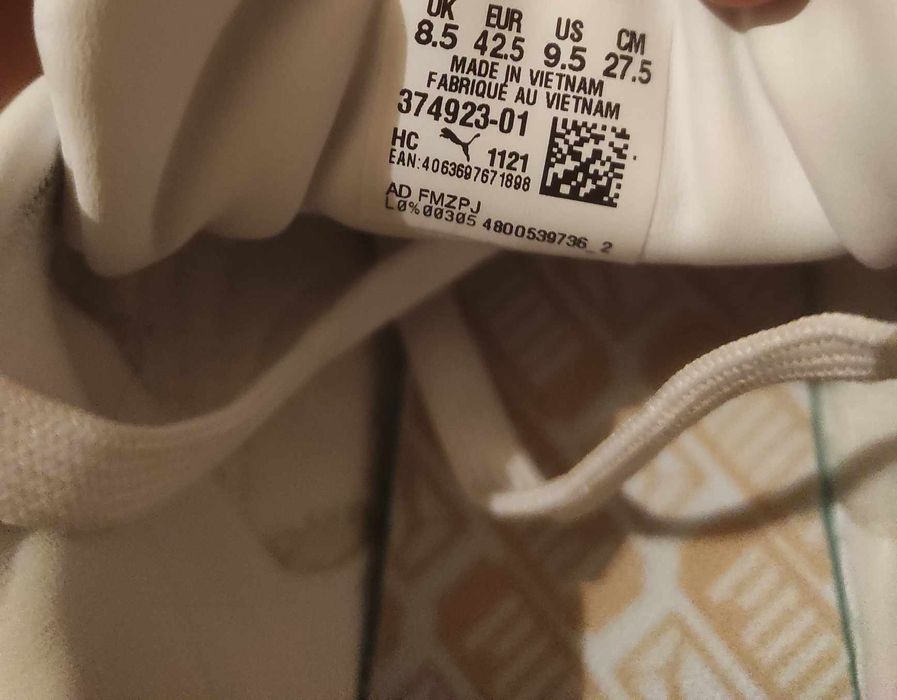 UK EUR US CM
8.5 42.5 9.5 27.5
MADE IN VIETNAM
FABRIQUÉ AU VIETNAM
374923-01
HC 1121
EAN:4063697671898
AD FMZPJ
L0%00305 4800539736_2